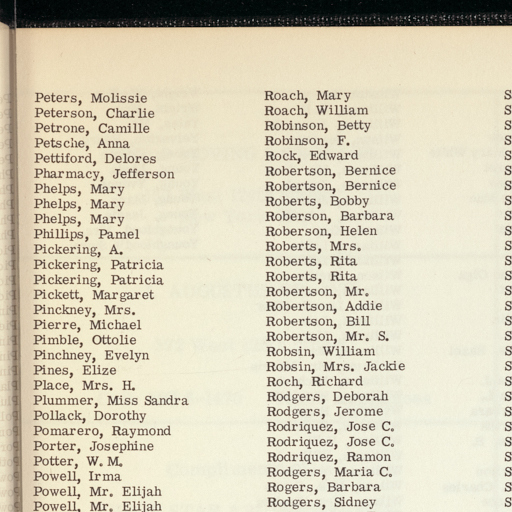 Peters, Molissie
Peterson, Charlie
Petrone, Camille
Petsche, Anna
Pettiford, Delores
Pharmacy, Jefferson
Phelps, Mary
Phelps, Mary
Phelps, Mary
Phillips, Pamel
Pickering, A.
Pickering, Patricia
Pickering, Patricia
Pickett, Margaret
Pinckney, Mrs.
Pierre, Michael
Pimble, Ottolie
Pinchney, Evelyn
Pines, Elize
Place, Mrs. H.
Plummer, Miss Sandra
Pollack, Dorothy
Pomarero, Raymond
Porter, Josephine
Potter, W. M.
Powell, Irma
Powell, Mr. Elijah
Powell, Mr. Elijah
Roach, Mary
Roach, William
Robinson, Betty
Robinson, F.
Rock, Edward
Robertson, Bernice
Robertson, Bernice
Roberts, Bobby
Roberson, Barbara
Roberson, Helen
Roberts, Mrs.
Roberts, Rita
Roberts, Rita
Robertson, Mr.
Robertson, Addie
Robertson, Bill
Robertson, Mr. S.
Robsin, William
Robsin, Mrs. Jackie
Roch, Richard
Rodgers, Deborah
Rodgers, Jerome
Rodriquez, Jose C.
Rodriquez, Jose C.
Rodriquez, Ramon
Rodgers, Maria C.
Rogers, Barbara
Rodgers, Sidney